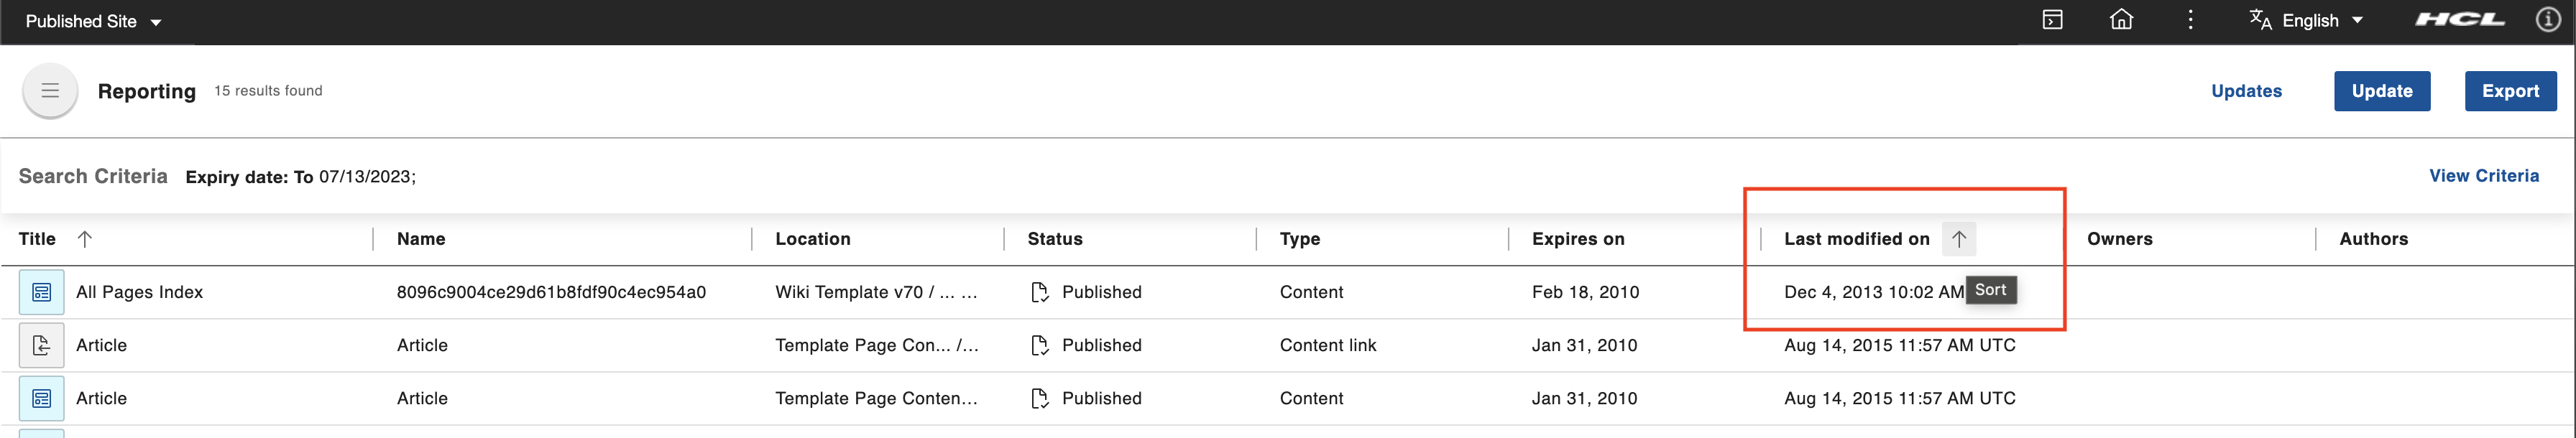 Published Site
English
HCL
Reporting 15 results found
Updates Update Export
Search Criteria Expiry date: To 07/13/2023;
View Criteria
Title Name Location Status Type Expires on Last modified on Owners Authors
All Pages Index 8096c9004ce29d61b8fdf90c4ec954a0 Wiki Template v70 / ... ... Published Content Feb 18, 2010 Dec 4, 2013 10:02 AM Sort
Article Article Template Page Con... /... Published Content link Jan 31, 2010 Aug 14, 2015 11:57 AM UTC
Article Article Template Page Conten... Published Content Jan 31, 2010 Aug 14, 2015 11:57 AM UTC